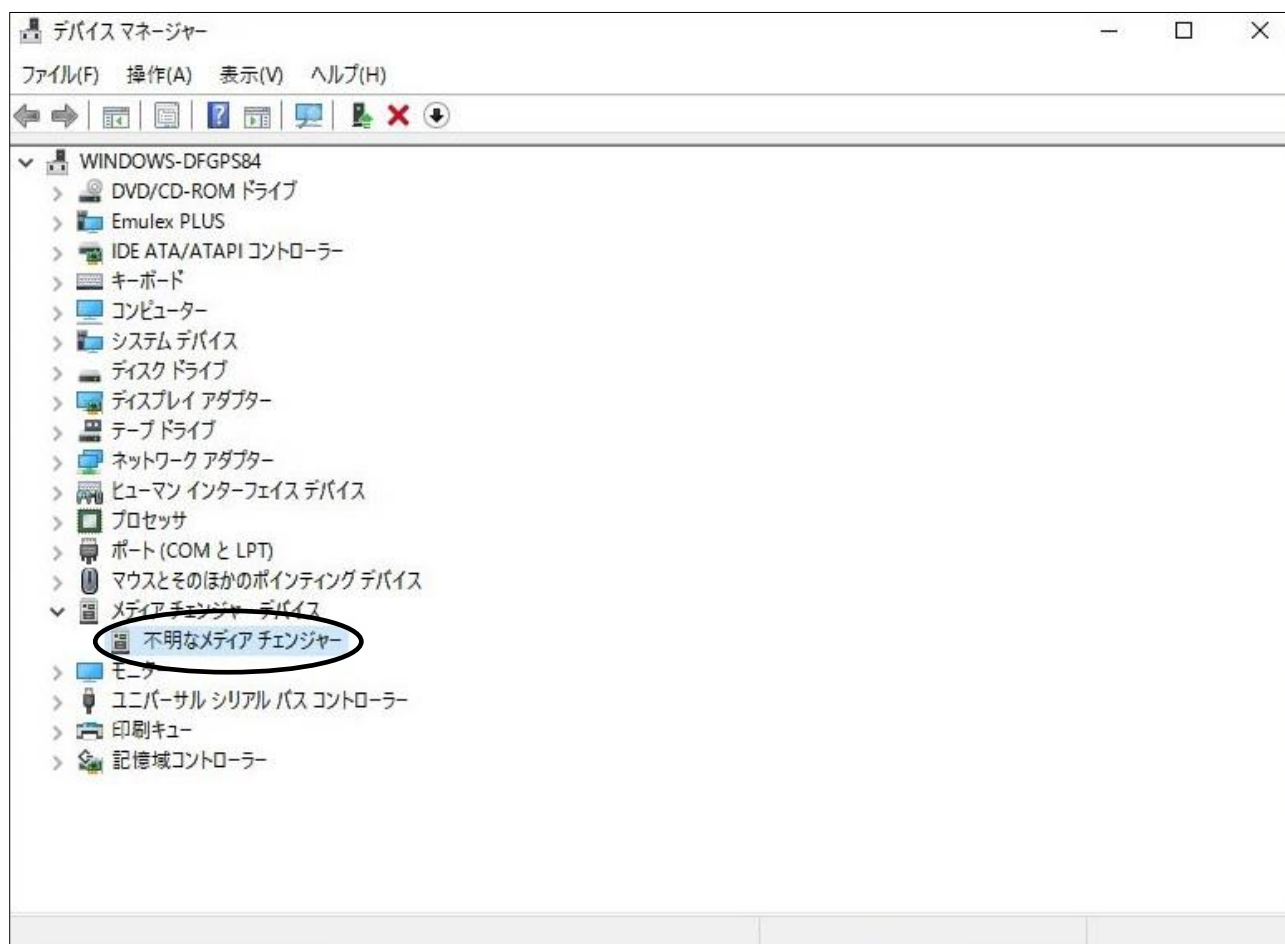 デバイス マネージャー
ファイル(F) 操作(A) 表示(V) ヘルプ(H)
WINDOWS-DFGPS84
DVD/CD-ROM ドライブ
Emulex PLUS
IDE ATA/ATAPI コントローラー
キーボード
コンピューター
システム デバイス
ディスク ドライブ
ディスプレイ アダプター
テープ ドライブ
ネットワーク アダプター
ヒューマン インターフェイス デバイス
プロセッサ
ポート (COM と LPT)
マウスとそのほかのポインティング デバイス
メディア チェンジャー デバイス
不明なメディア チェンジャー
モニター
ユニバーサル シリアル バス コントローラー
印刷キュー
記憶域コントローラー